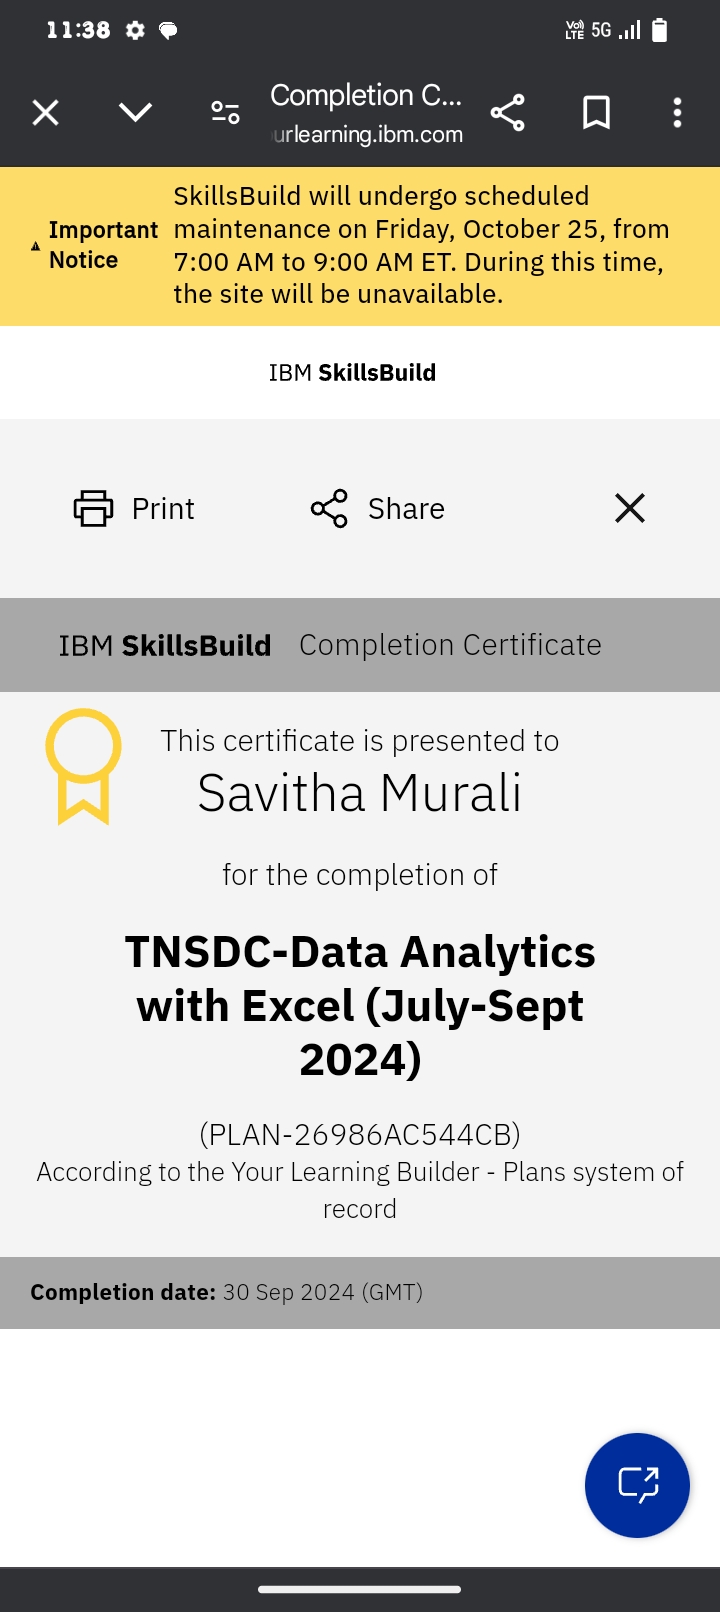 11:38
Vo) LTE 5G
Completion C...
urlearning.ibm.com
SkillsBuild will undergo scheduled
Important maintenance on Friday, October 25, from
Notice 7:00 AM to 9:00 AM ET. During this time,
the site will be unavailable.
IBM SkillsBuild
Print Share
IBM SkillsBuild Completion Certificate
This certificate is presented to
Savitha Murali
for the completion of
TNSDC-Data Analytics
with Excel (July-Sept
2024)
(PLAN-26986AC544CB)
According to the Your Learning Builder - Plans system of
record
Completion date: 30 Sep 2024 (GMT)